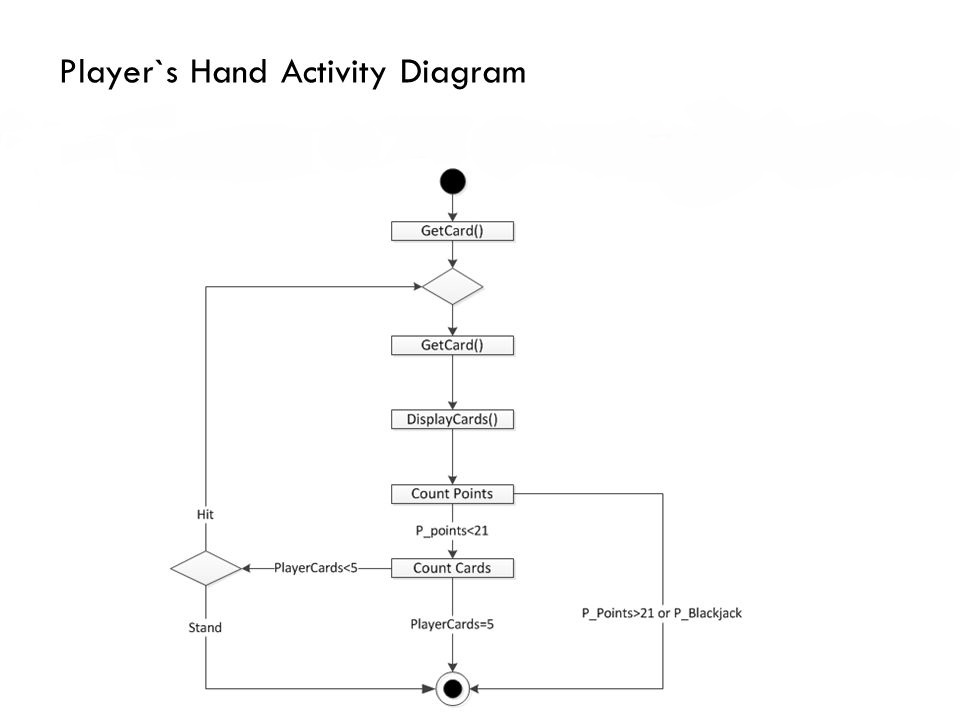 Player`s Hand Activity Diagram
GetCard()
GetCard()
DisplayCards()
Count Points
Hit
P_points<21
PlayerCards<5
Count Cards
P_Points>21 or P_Blackjack
Stand
PlayerCards=5